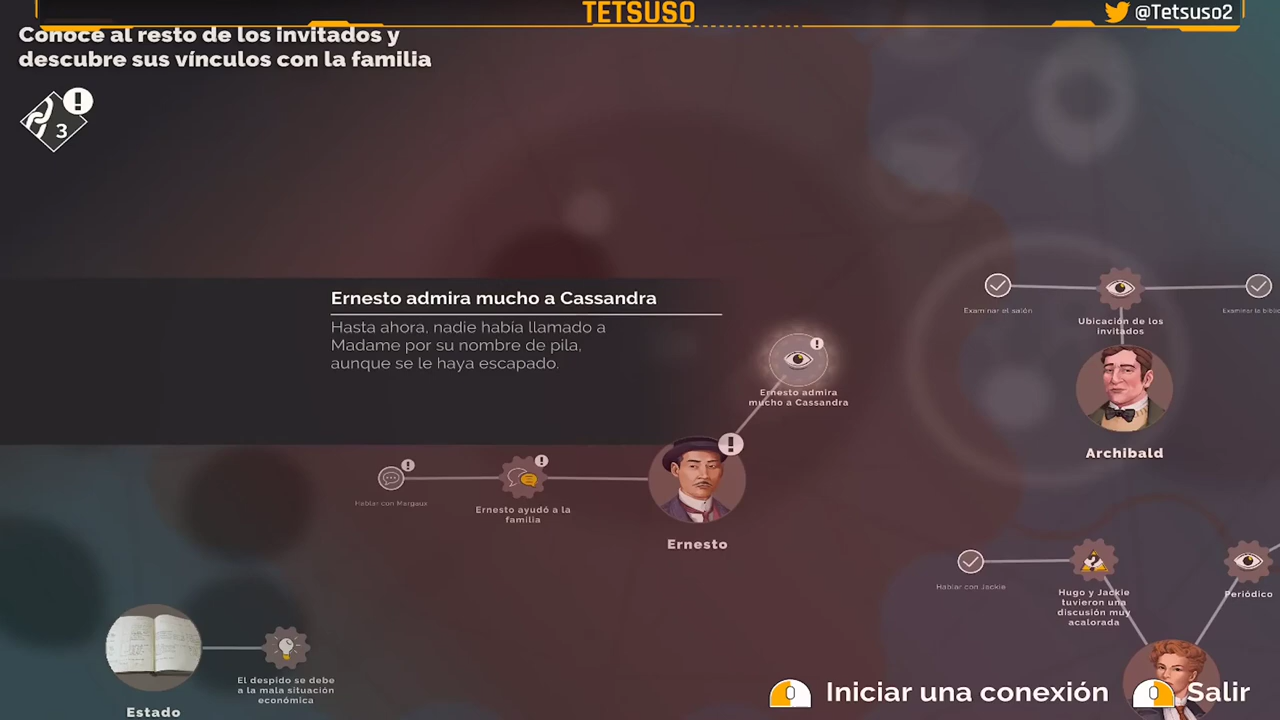 TETSUSO
@Tetsuso2
Conoce al resto de los invitados y
descubre sus vínculos con la familia
3
Ernesto admira mucho a Cassandra
Hasta ahora, nadie había llamado a
Madame por su nombre de pila,
aunque se le haya escapado.
Ernesto admira
mucho a Cassandra
Examinar el salón
Ubicación de los
invitados
Examinar la
Archibald
Hablar con Margaux
Ernesto ayudó a la
familia
Ernesto
Hablar con Jackie
Hugo y Jackie
tuvieron una
discusión muy
acalorada
Periódico
El despido se debe
a la mala situación
económica
Estado
Iniciar una conexión
Salir